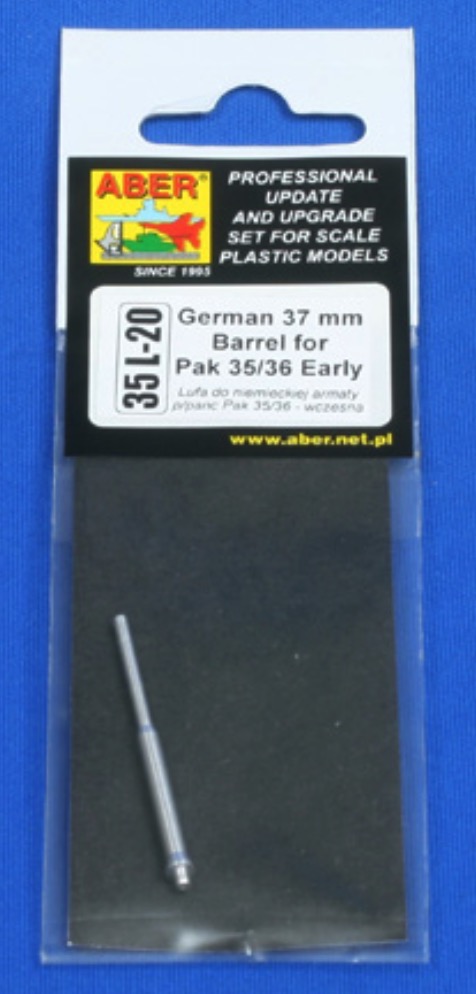 ABER®
SINCE 1995
PROFESSIONAL
UPDATE
AND UPGRADE
SET FOR SCALE
PLASTIC MODELS
35 L-20
German 37 mm
Barrel for
Pak 35/36 Early
Lufa do niemieckiej armaty
p/panc Pak 35/36 - wczesna
www.aber.net.pl